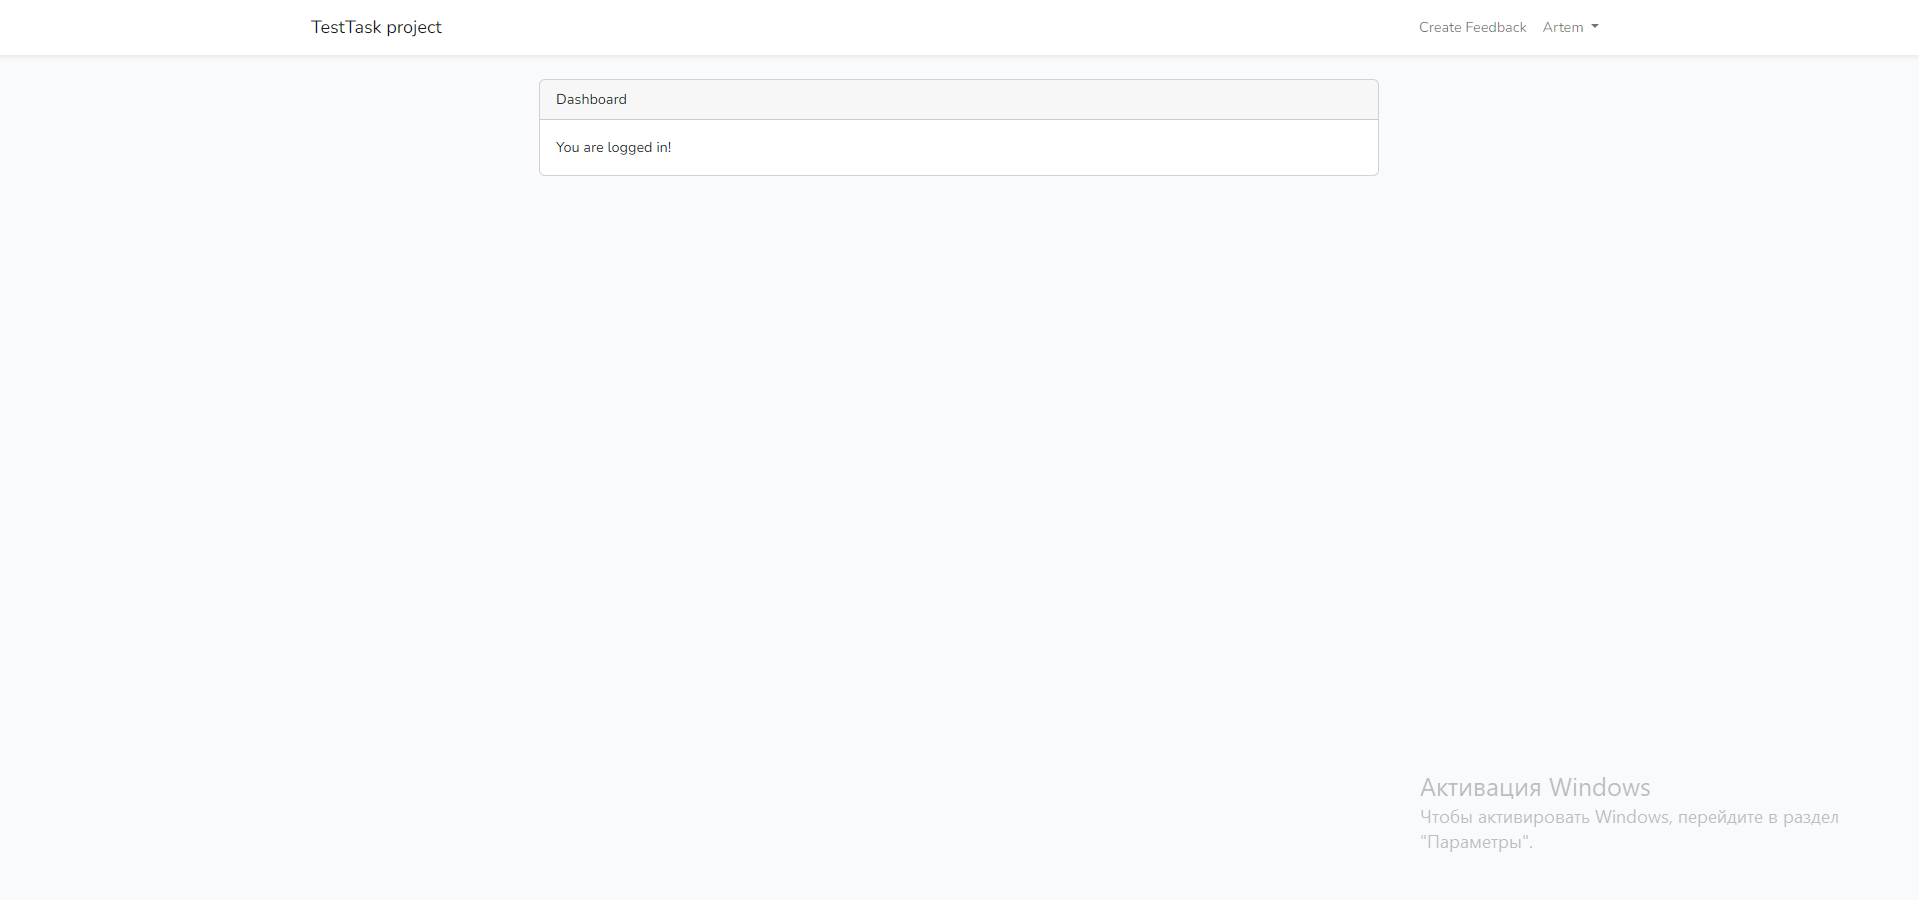 TestTask project
Create Feedback
Artem
Dashboard
You are logged in!
Активация Windows
Чтобы активировать Windows, перейдите в раздел
"Параметры".